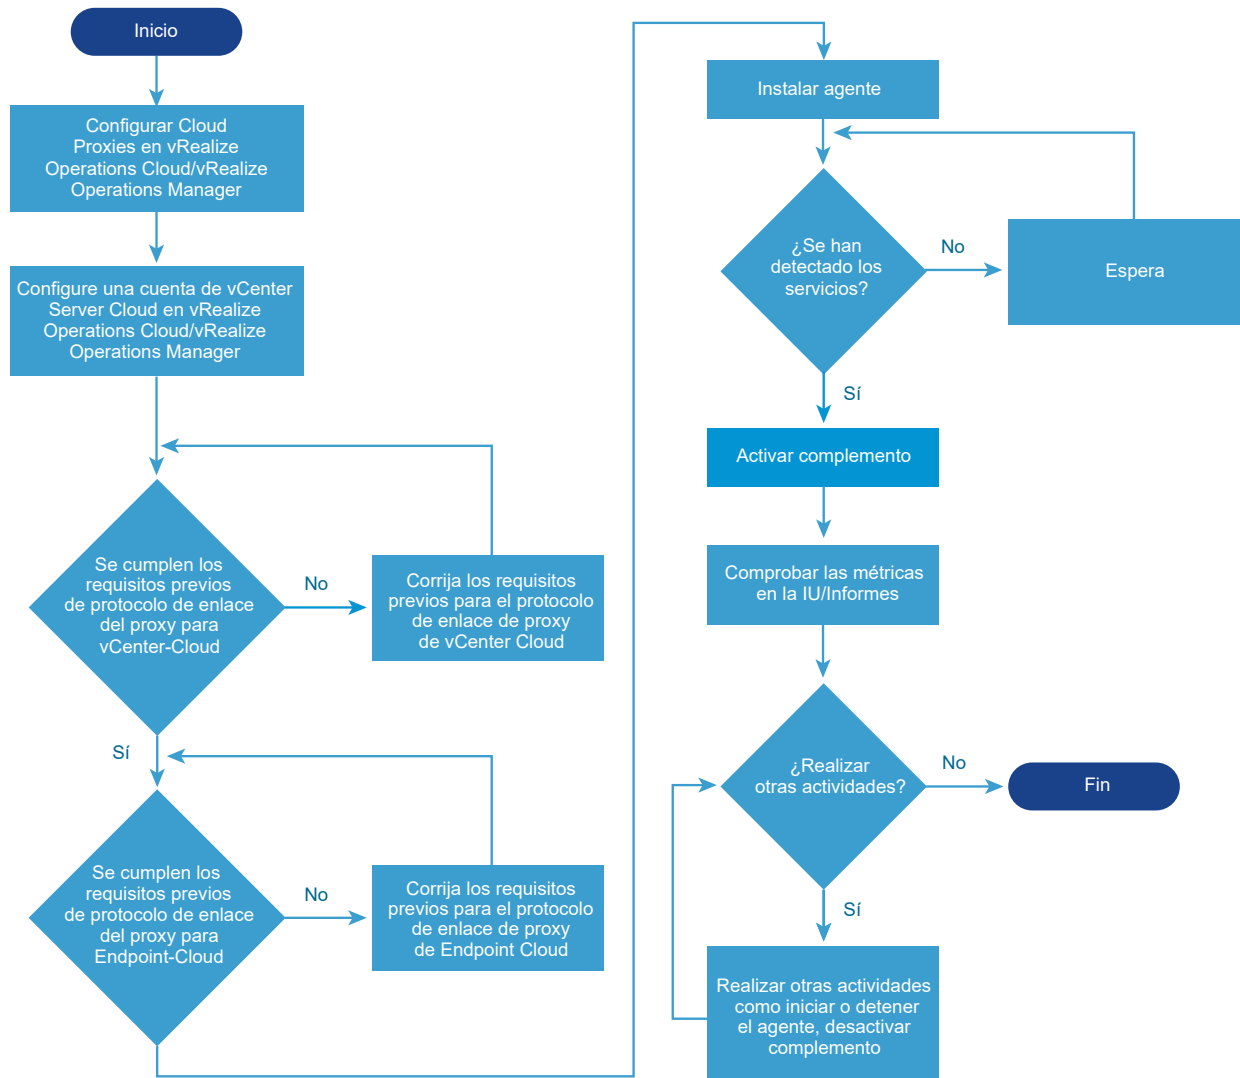 Inicio
Configurar Cloud
Proxies en vRealize
Operations Cloud/vRealize
Operations Manager
Configure una cuenta de vCenter
Server Cloud en vRealize
Operations Cloud/vRealize
Operations Manager
Se cumplen los
requisitos previos
de protocolo de enlace
del proxy para
vCenter-Cloud
No
Corrija los requisitos
previos para el protocolo
de enlace de proxy
de vCenter Cloud
Sí
Se cumplen los
requisitos previos
de protocolo de enlace
del proxy para
Endpoint-Cloud
No
Corrija los requisitos
previos para el protocolo
de enlace de proxy
de Endpoint Cloud
Instalar agente
¿Se han
detectado los
servicios?
No
Espera
Sí
Activar complemento
Comprobar las métricas
en la IU/Informes
¿Realizar
otras actividades?
No
Fin
Sí
Realizar otras actividades
como iniciar o detener
el agente, desactivar
complemento